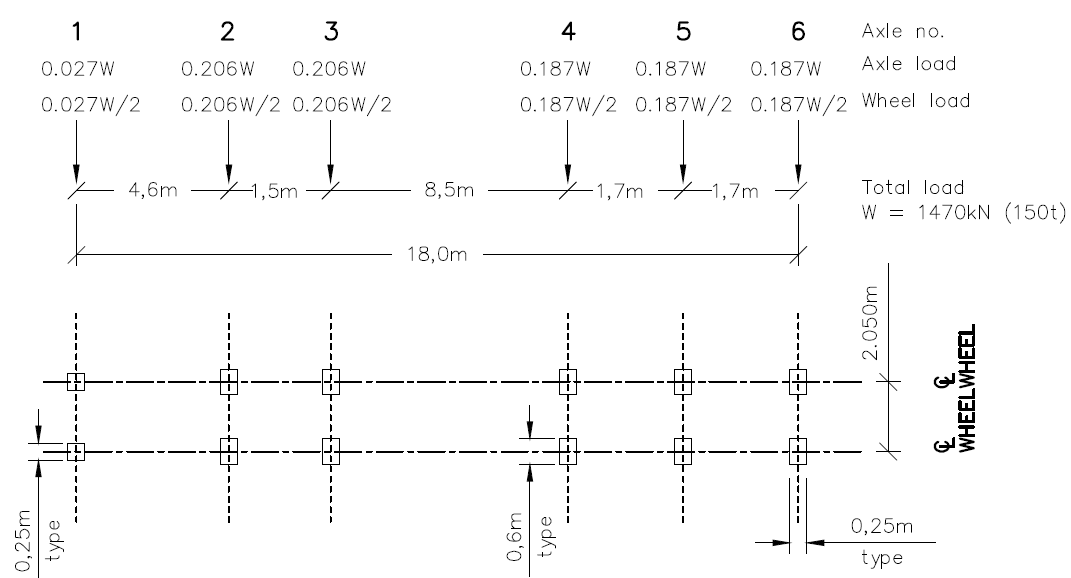 1 2 3 4 5 6 Axle no.
0.027W 0.206W 0.206W 0.187W 0.187W 0.187W Axle load
0.027W/2 0.206W/2 0.206W/2 0.187W/2 0.187W/2 0.187W/2 Wheel load
4,6m 1,5m 8,5m 1,7m 1,7m Total load
W = 1470kN (150t)
18,0m
2.050m
℄ WHEEL
℄ WHEEL
0,25m
type
0,6m
type
0,25m
type